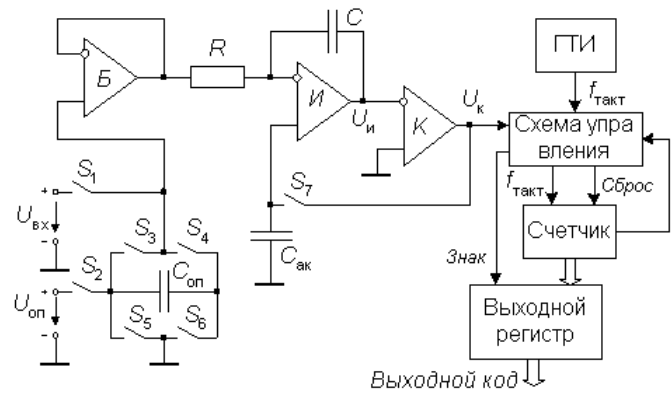 C
R
ГТИ
Б
И
К
Uи
Uк
fтакт
Схема упра
вления
S1
S7
fтакт
Сброс
+
Uвх
-
S3
S4
Cак
Счетчик
Знак
S2
Cоп
+
Uоп
-
S5
S6
Выходной
регистр
Выходной код